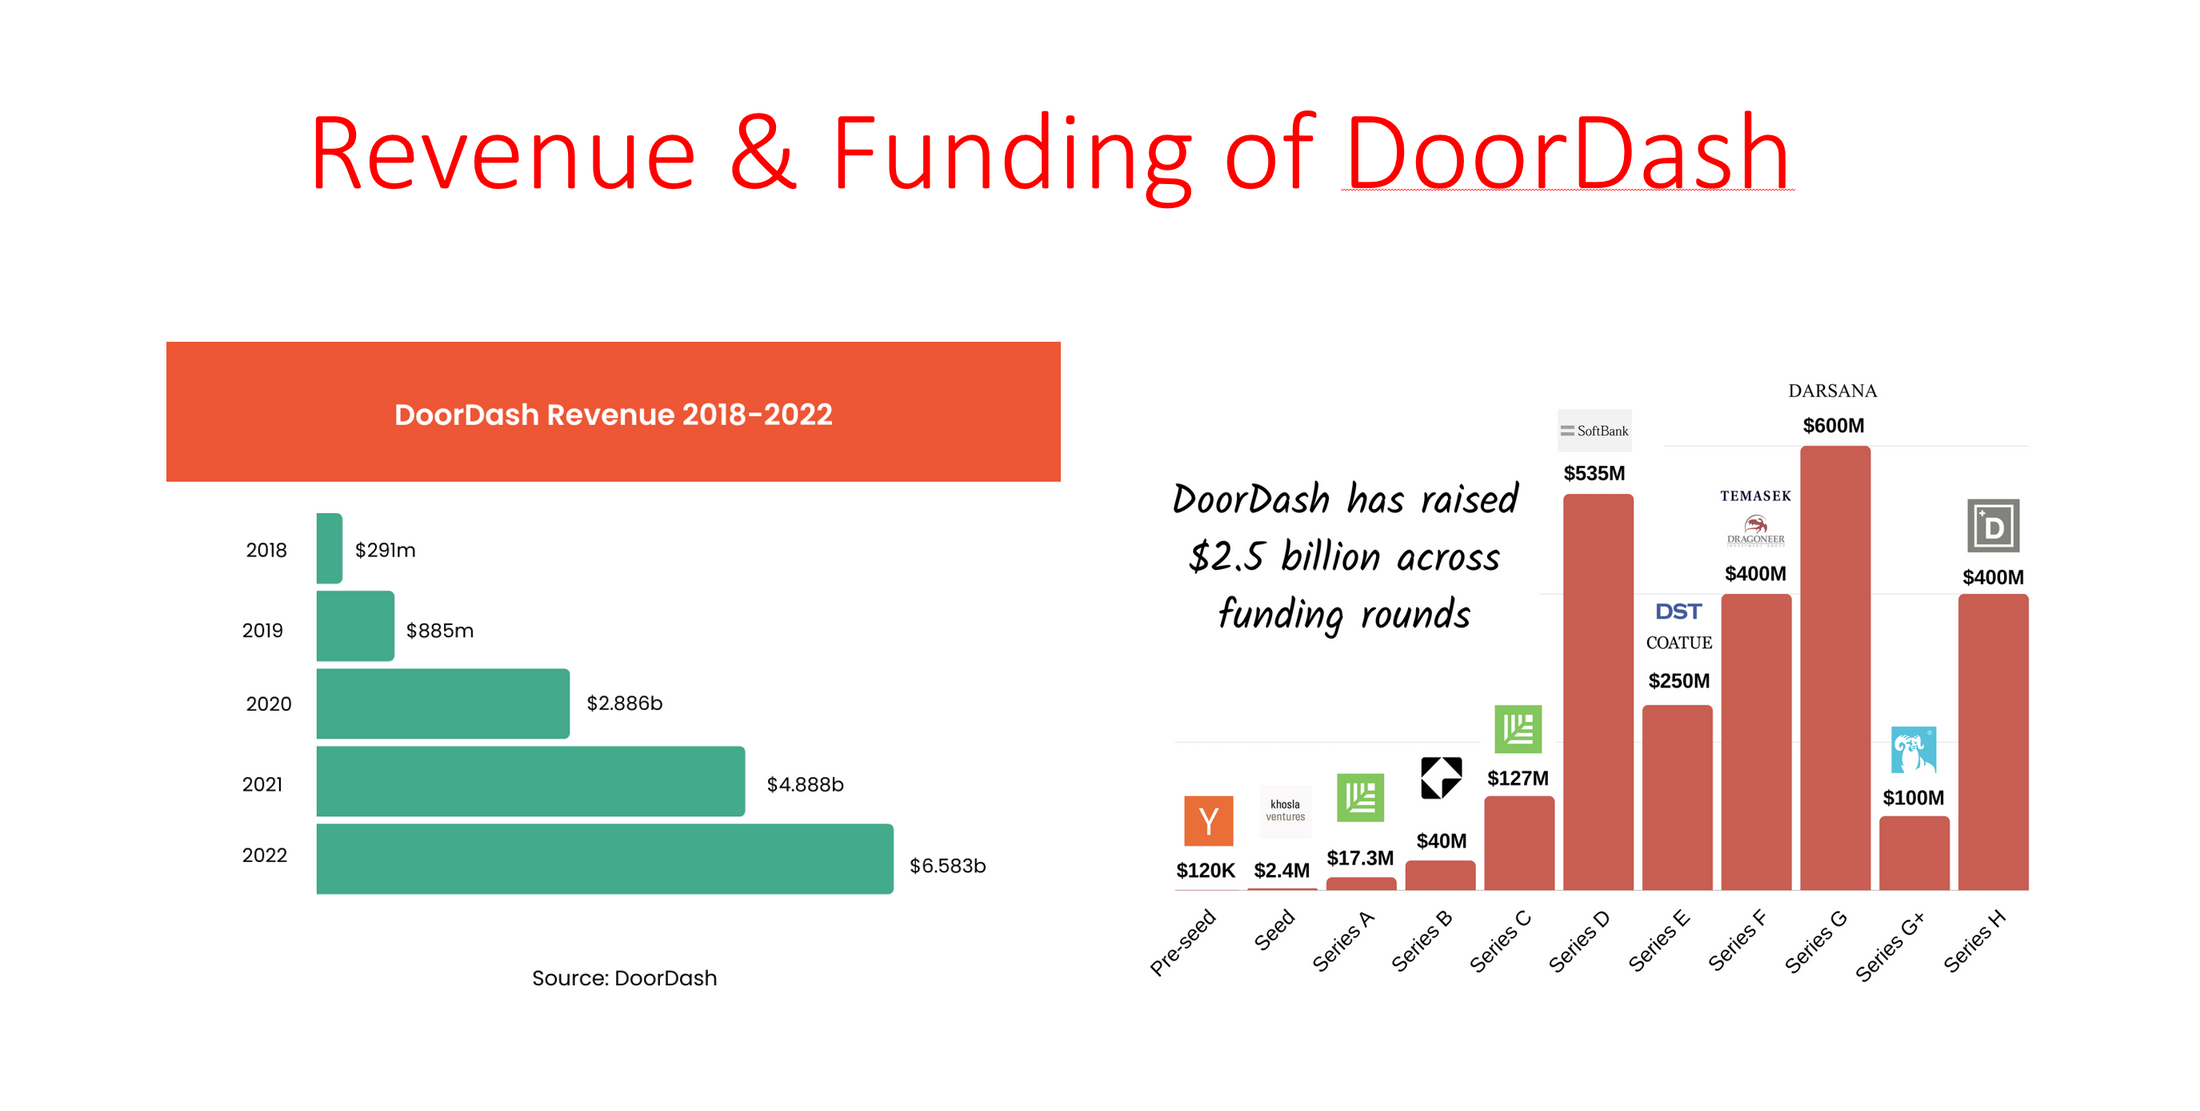 Revenue & Funding of DoorDash
DoorDash Revenue 2018-2022
2018
$291m
2019
$885m
2020
$2.886b
2021
$4.888b
2022
$6.583b
Source: DoorDash
DoorDash has raised
$2.5 billion across
funding rounds
Y
$120K
khosla
ventures
$2.4M
$17.3M
$40M
$127M
SoftBank
$535M
DST
COATUE
$250M
TEMASEK
DRAGONEER
$400M
DARSANA
$600M
$100M
D
$400M
Pre-seed
Seed
Series A
Series B
Series C
Series D
Series E
Series F
Series G
Series G+
Series H